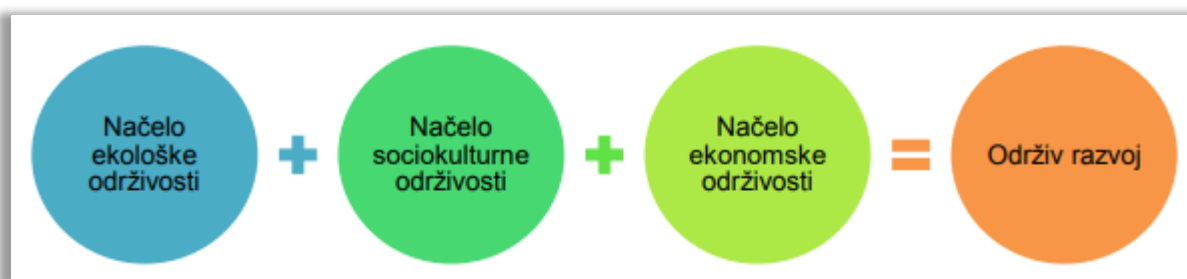 Načelo
ekološke
održivosti
+
Načelo
sociokulturne
održivosti
+
Načelo
ekonomske
održivosti
=
Održiv razvoj